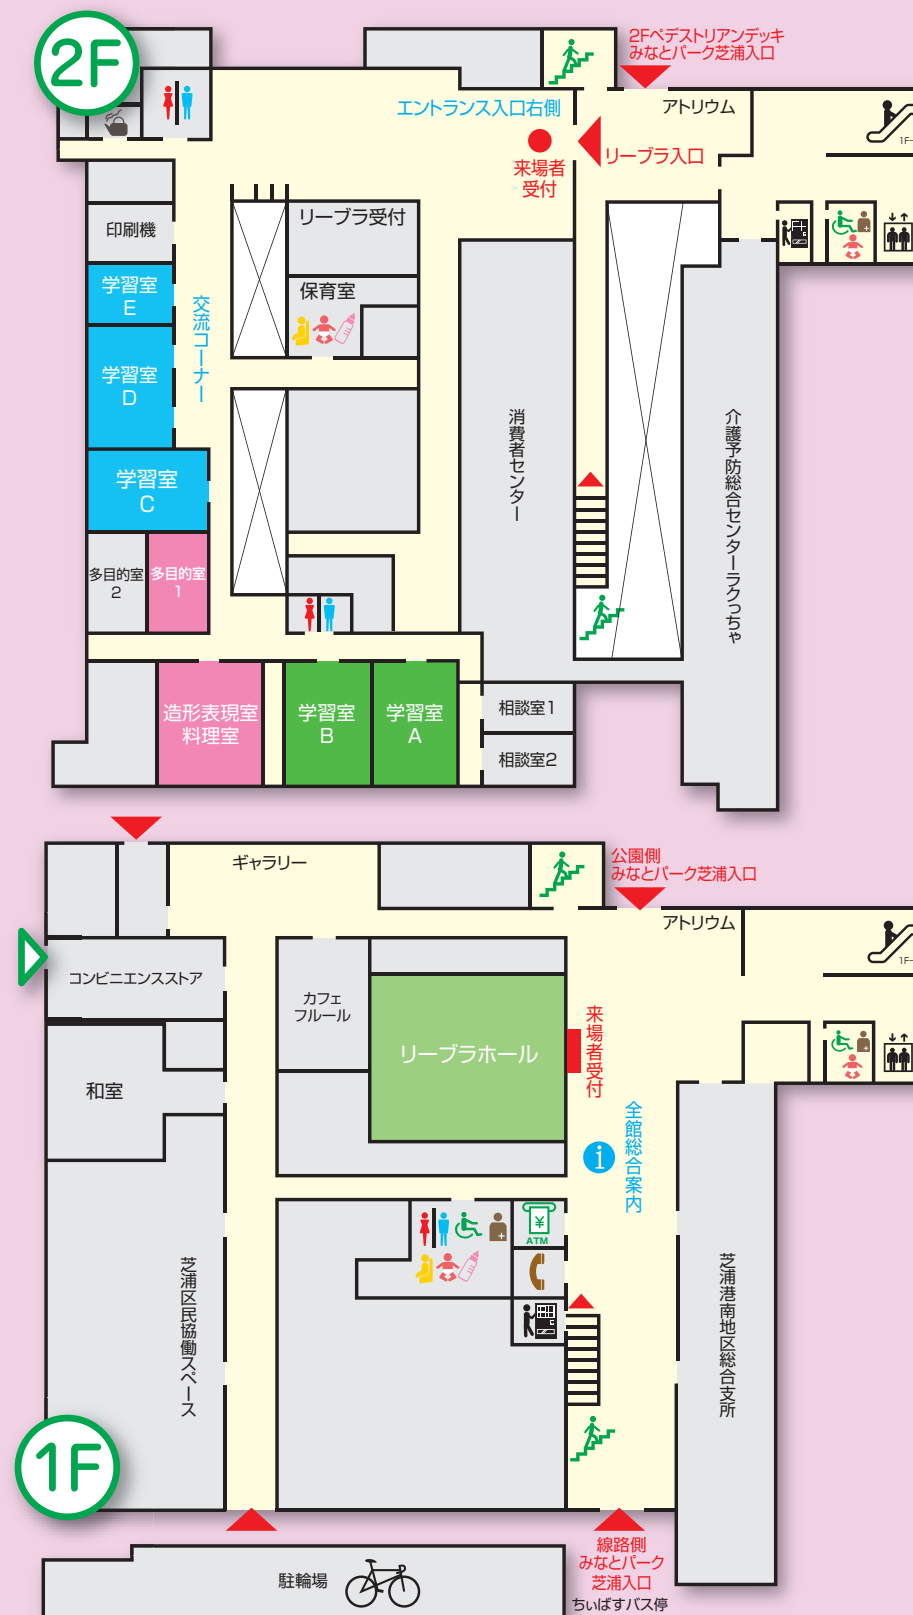 2F
2Fペデストリアンデッキ
みなとパーク芝浦入口
エントランス入口右側
アトリウム
リーブラ入口
来場者
受付
1F
リーブラ受付
印刷機
保育室
学習室
E
交流コーナー
学習室
D
学習室
C
消費者センター
介護予防総合センターラクっちゃ
多目的室
2
多目的室
1
造形表現室
料理室
学習室
B
学習室
A
相談室1
相談室2
ギャラリー
公園側
みなとパーク芝浦入口
アトリウム
1F
コンビニエンスストア
カフェ
フルール
リーブラホール
来場者受付
和室
全館総合案内
i
¥
ATM
芝浦区民協働スペース
芝浦港南地区総合支所
1F
線路側
みなとパーク
芝浦入口
駐輪場
ちぃばすバス停